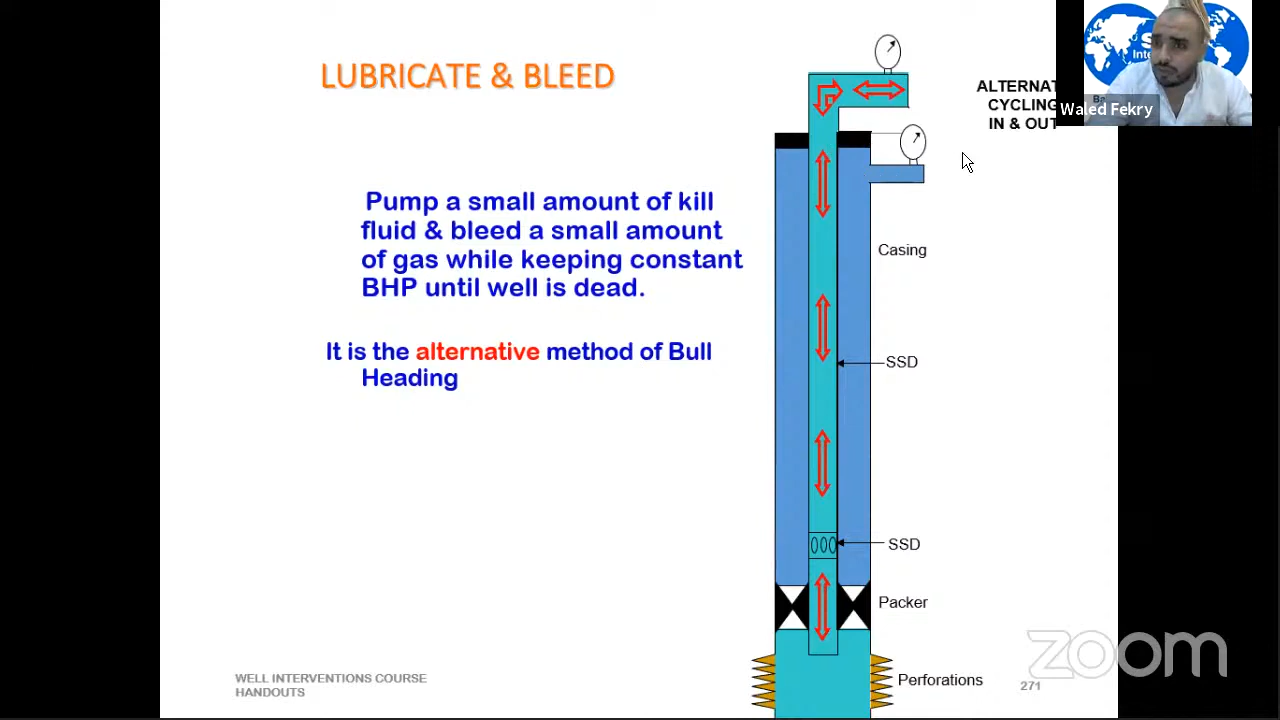 LUBRICATE & BLEED
ALTERNAT
CYCLING
IN & OUT
Waled Fekry
Pump a small amount of kill
fluid & bleed a small amount
of gas while keeping constant
BHP until well is dead.
It is the alternative method of Bull
Heading
Casing
SSD
SSD
Packer
Perforations
WELL INTERVENTIONS COURSE
HANDOUTS
271
zoom